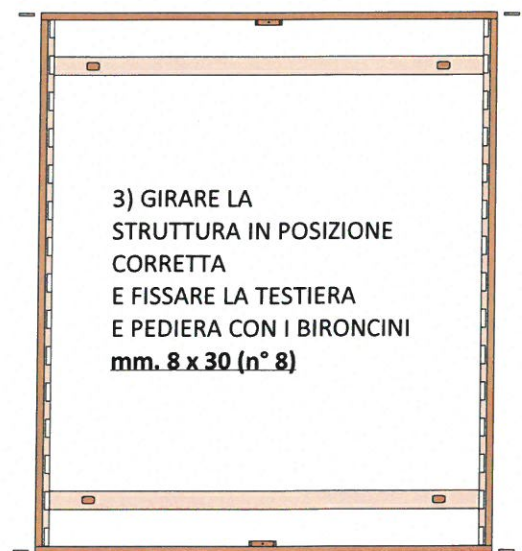 3) GIRARE LA
STRUTTURA IN POSIZIONE
CORRETTA
E FISSARE LA TESTIERA
E PEDIERA CON I BIRONCINI
mm. 8 x 30 (n° 8)